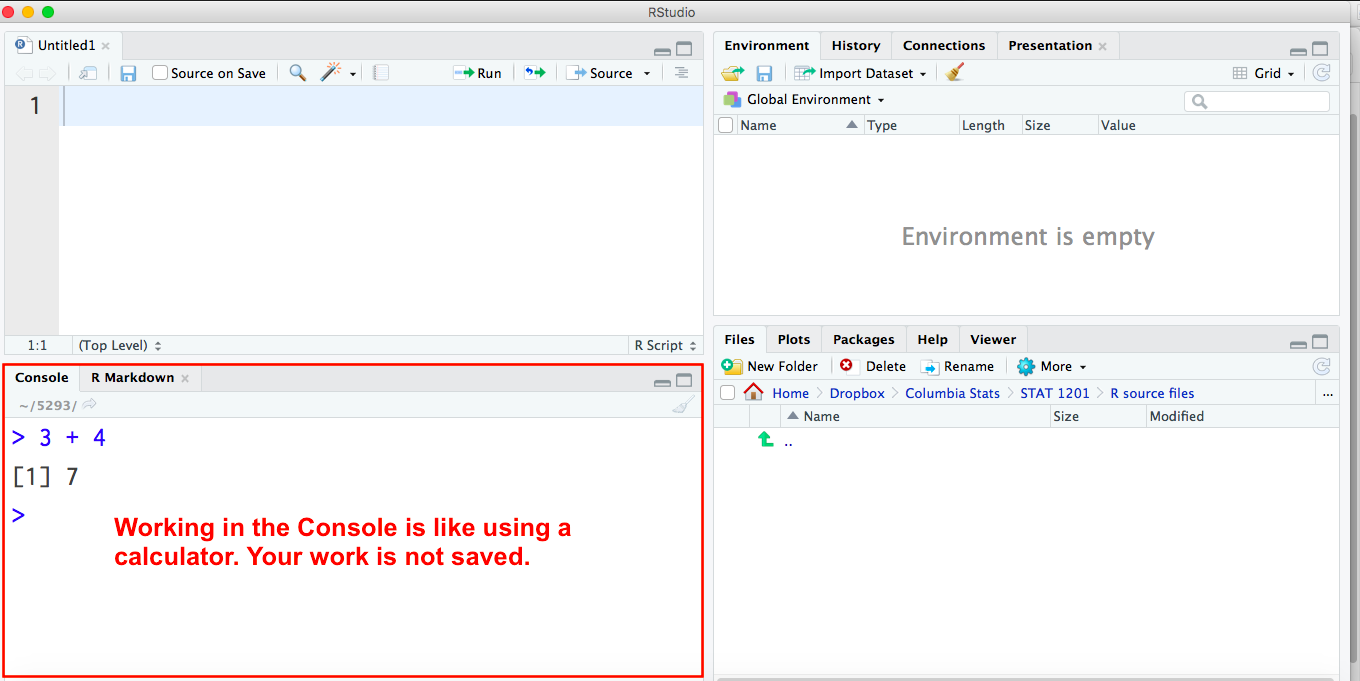 RStudio
Untitled1
Source on Save
Run
Source
1
1:1
(Top Level)
R Script
Console
R Markdown
~/5293/
> 3 + 4
[1] 7
>
Working in the Console is like using a
calculator. Your work is not saved.
Environment
History
Connections
Presentation
Import Dataset
Grid
Global Environment
Name
Type
Length
Size
Value
Environment is empty
Files
Plots
Packages
Help
Viewer
New Folder
Delete
Rename
More
Home > Dropbox > Columbia Stats > STAT 1201 > R source files
...
Name
Size
Modified
..